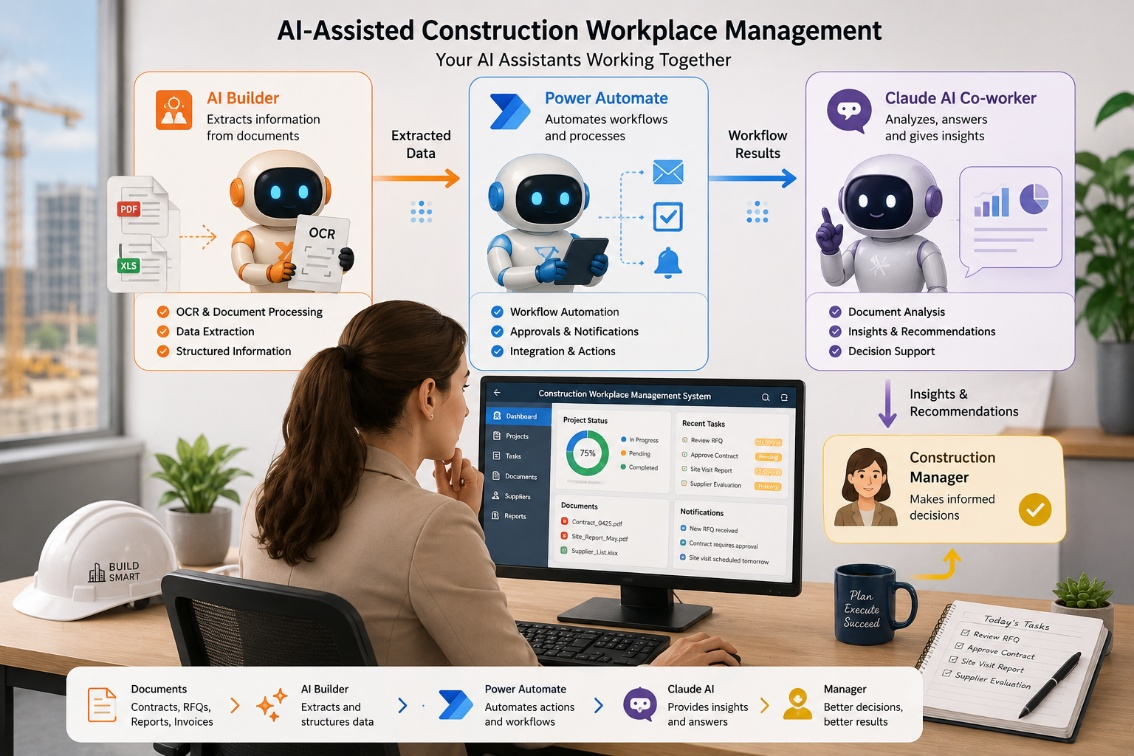 AI-Assisted Construction Workplace Management
Your AI Assistants Working Together
AI Builder
Extracts information
from documents
PDF
XLS
OCR
OCR & Document Processing
Data Extraction
Structured Information
Extracted
Data
Power Automate
Automates workflows
and processes
Workflow Automation
Approvals & Notifications
Integration & Actions
Workflow
Results
Claude AI Co-worker
Analyzes, answers
and gives insights
Document Analysis
Insights & Recommendations
Decision Support
Insights &
Recommendations
Construction
Manager
Makes informed
decisions
Construction Workplace Management System
Dashboard
Projects
Tasks
Documents
Suppliers
Reports
Project Status
75%
In Progress
Pending
Completed
Recent Tasks
Review RFQ
Approve Contract
Pending
Site Visit Report
Supplier Evaluation
Documents
Contract_0425.pdf
Site_Report_May.pdf
Supplier_List.xlsx
Notifications
New RFQ received
Contract requires approval
Site visit scheduled tomorrow
BUILD
SMART
Plan
Execute
Succeed
Today's Tasks
Review RFQ
Approve Contract
Site Visit Report
Supplier Evaluation
Documents
Contracts, RFQs,
Reports, Invoices
AI Builder
Extracts and
structures data
Power Automate
Automates actions
and workflows
Claude AI
Provides insights
and answers
Manager
Better decisions,
better results